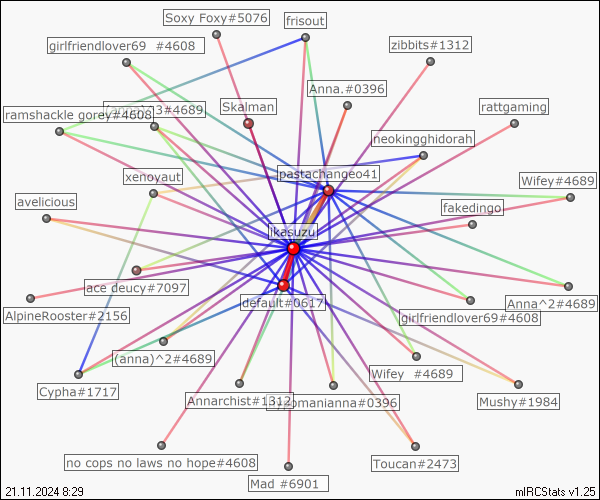 Soxy Foxy#5076
frisout
girlfriendlover69 #4608
zibbits#1312
Anna.#0396
Skalman
rattgaming
ramshackle gorey#4608
3#4689
neokingghidorah
xenoyaut
pastachangeo41
Wifey#4689
avelicious
fakedingo
jkasuzu
ace deucy#7097
default#0617
Anna^2#4689
AlpineRooster#2156
girlfriendlover69#4608
(anna)^2#4689
Wifey #4689
Cypha#1717
Annarchist#1312
pomanianna#0396
Mushy#1984
no cops no laws no hope#4608
Toucan#2473
Mad #6901
21.11.2024 8:29
mIRCStats v1.25